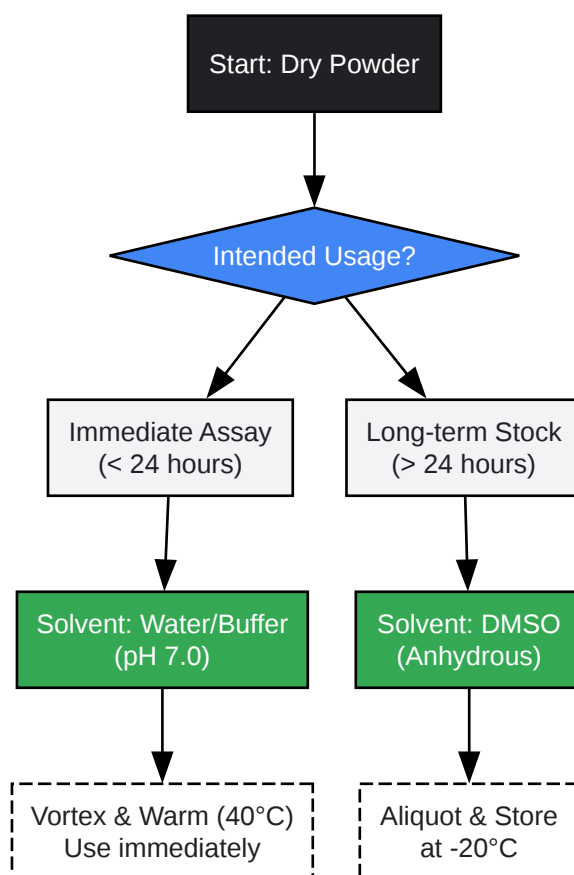 Start: Dry Powder
Intended Usage?
Immediate Assay
(< 24 hours)
Long-term Stock
(> 24 hours)
Solvent: Water/Buffer
(pH 7.0)
Solvent: DMSO
(Anhydrous)
Vortex & Warm (40°C)
Use immediately
Aliquot & Store
at -20°C